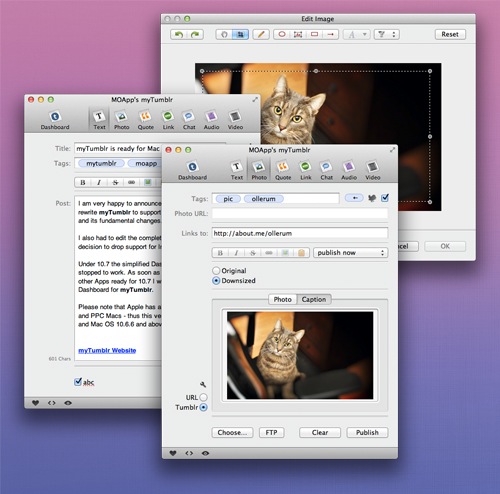 Edit Image
Reset
Cancel
OK
MOApp's myTumblr
Dashboard
Text
Photo
Quote
Link
Chat
Audio
Video
Title:
myTumblr is ready for Mac
Tags:
mytumblr
moapp
B
I
S
Post:
I am very happy to announce
rewrite myTumblr to support
and its fundamental changes.
I also had to edit the complet
decision to drop support for I
Under 10.7 the simplified Das
stopped to work. As soon as
other Apps ready for 10.7 I w
Dashboard for myTumblr.
Please note that Apple has a
and PPC Macs - thus this ve
and Mac OS 10.6.6 and above
myTumblr Website
601 Chars
abc
MOApp's myTumblr
Dashboard
Text
Photo
Quote
Link
Chat
Audio
Video
Tags:
pic
ollerum
Photo URL:
Links to:
http://about.me/ollerum
B
I
S
publish now
Original
Downsized
Photo
Caption
URL
Tumblr
Choose...
FTP
Clear
Publish